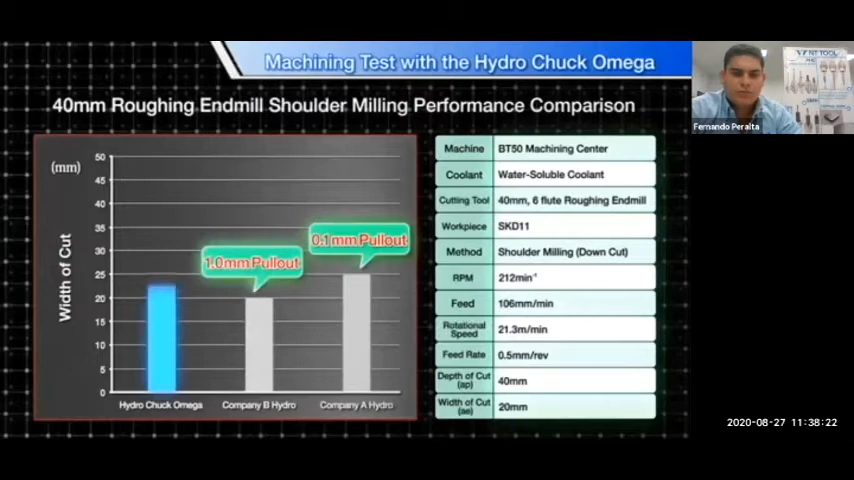 Machining Test with the Hydro Chuck Omega
40mm Roughing Endmill Shoulder Milling Performance Comparison
(mm)
50
45
40
35
30
25
20
15
10
5
0
Width of Cut
1.0mm Pullout
0.1mm Pullout
Hydro Chuck Omega
Company B Hydro
Company A Hydro
Machine BT50 Machining Center
Coolant Water-Soluble Coolant
Cutting Tool 40mm, 6 flute Roughing Endmill
Workpiece SKD11
Method Shoulder Milling (Down Cut)
RPM 212min⁻¹
Feed 106mm/min
Rotational
Speed 21.3m/min
Feed Rate 0.5mm/rev
Depth of Cut
(ap) 40mm
Width of Cut
(ae) 20mm
NT TOOL
Fernando Peralta
2020-08-27 11:38:22